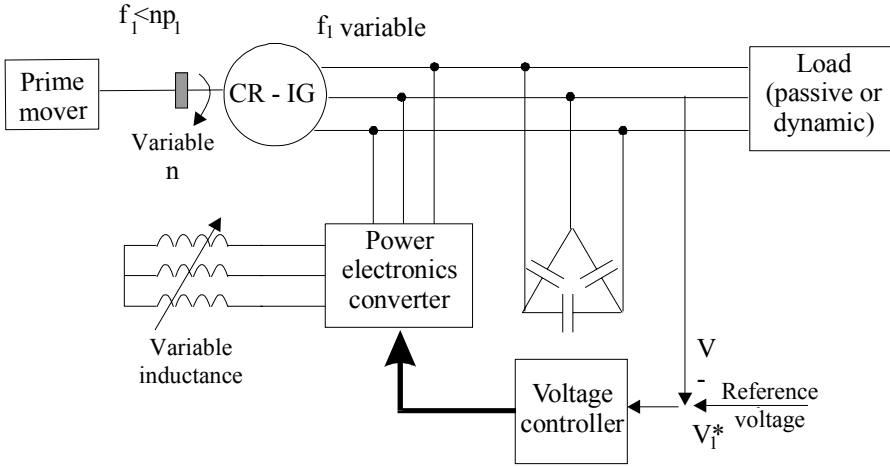 f₁<np₁
f₁ variable
Prime
mover
CR - IG
Load
(passive or
dynamic)
Variable
n
Power
electronics
converter
Variable
inductance
V
-
Voltage
controller
Reference
voltage
V₁*